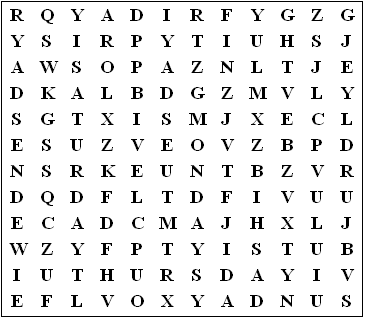 R Q Y A D I R F Y G Z G
Y S I R P Y T I U H S J
A W S O P A Z N L T J E
D K A L B D G Z M V L Y
S G T X I S M J X E C L
E S U Z V E O V Z B P D
N S R K E U N T B Z V R
D Q D F L T D F I V U U
E C A D C M A J H X L J
W Z Y F P T Y I S T U B
I U T H U R S D A Y I V
E F L V O X Y A D N U S